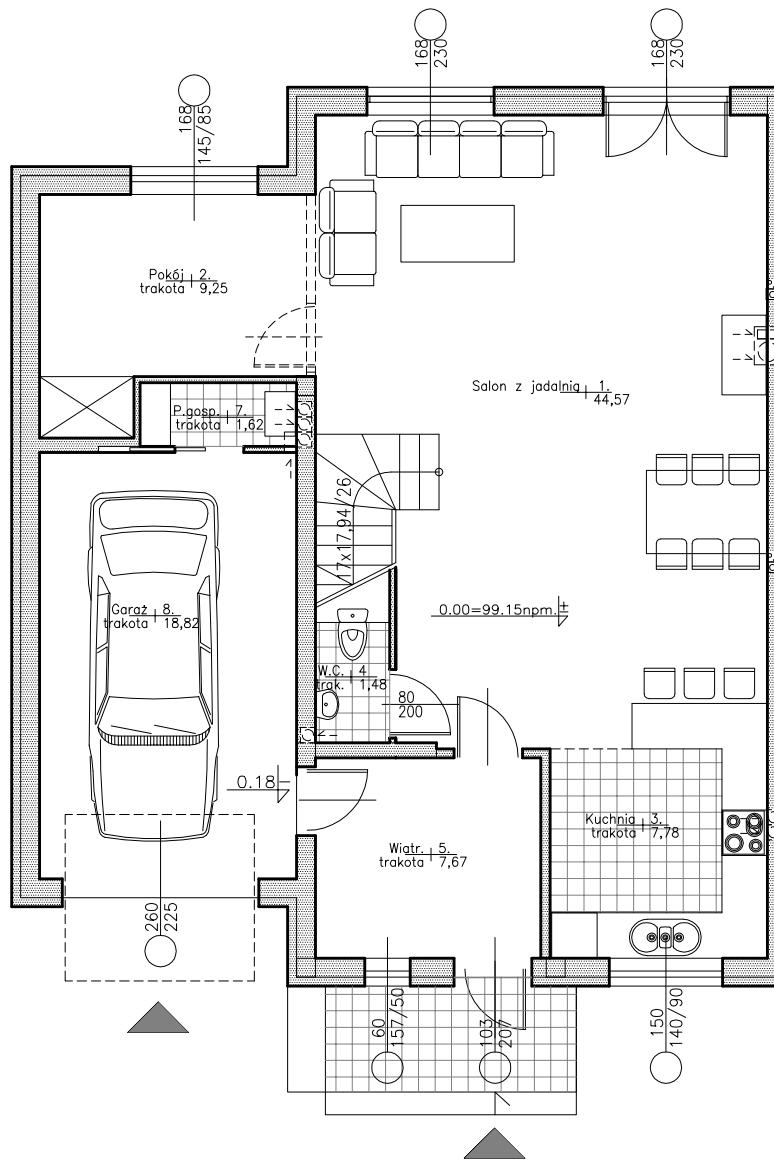 168
230
168
230
168
145/85
Pokój 2.
trakota 9,25
Salon z jadalnią 1.
44,57
P.gosp. 7.
trakota 1,62
17x17,94/26
Garaż 8.
trakota 18,82
0.00=99.15npm. ±
W.C. 4
trak. 1,48
80
200
0.18 −
Kuchnia 3.
trakota 7,78
Wiatr. 5.
trakota 7,67
260
225
60
157/50
103
207
150
140/90